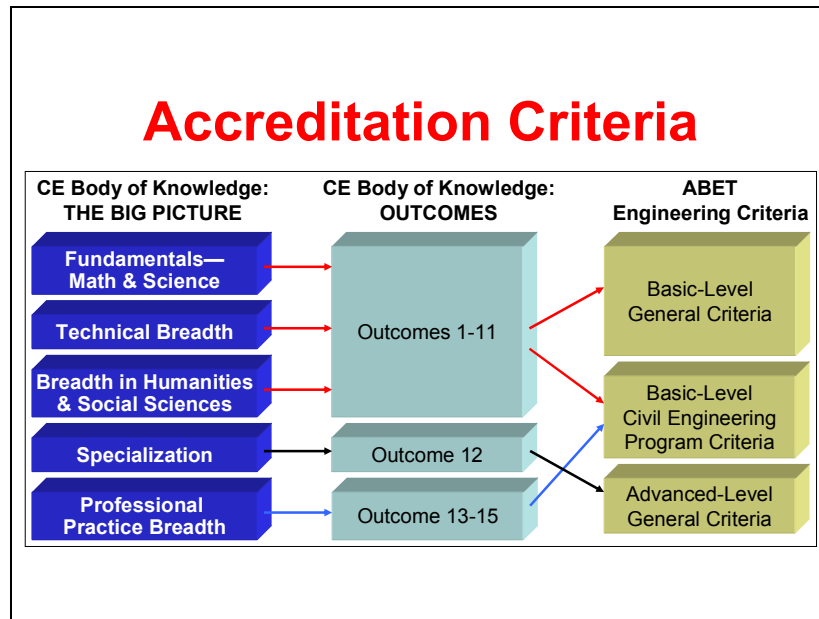 Accreditation Criteria
CE Body of Knowledge:
THE BIG PICTURE
CE Body of Knowledge:
OUTCOMES
ABET
Engineering Criteria
Fundamentals—
Math & Science
Technical Breadth
Breadth in Humanities
& Social Sciences
Specialization
Professional
Practice Breadth
Outcomes 1-11
Outcome 12
Outcome 13-15
Basic-Level
General Criteria
Basic-Level
Civil Engineering
Program Criteria
Advanced-Level
General Criteria